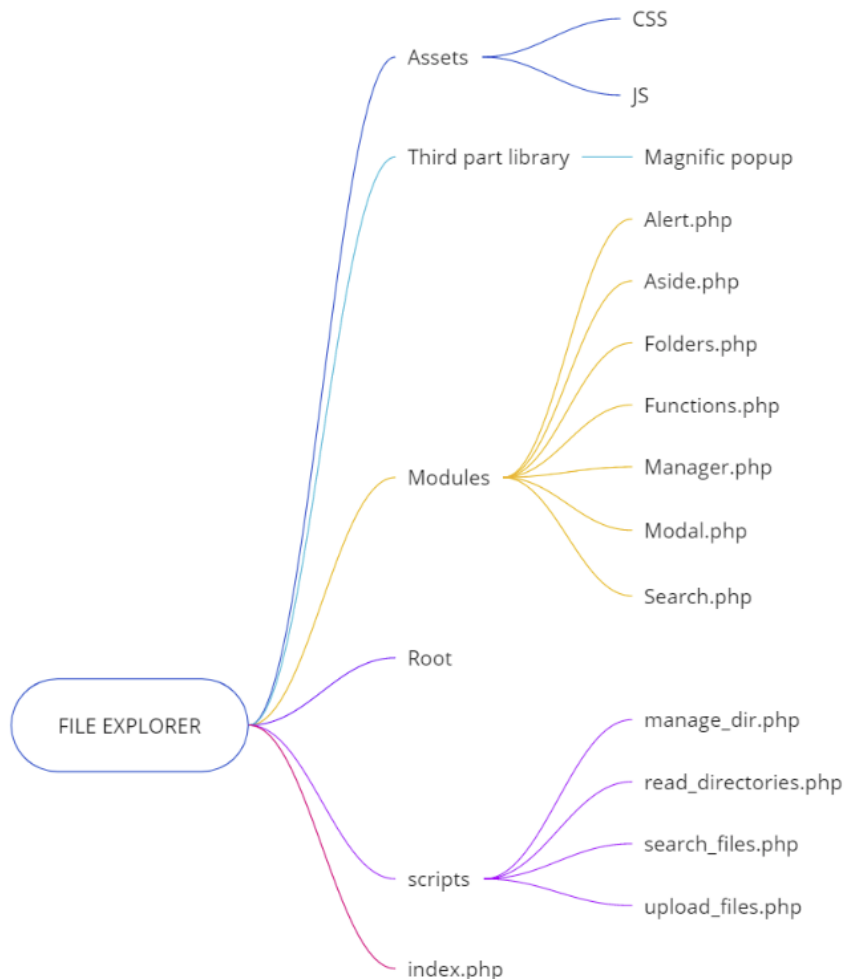 CSS
Assets
JS
Third part library
Magnific popup
Alert.php
Aside.php
Folders.php
Functions.php
Modules
Manager.php
Modal.php
Search.php
Root
FILE EXPLORER
manage_dir.php
read_directories.php
search_files.php
scripts
upload_files.php
index.php